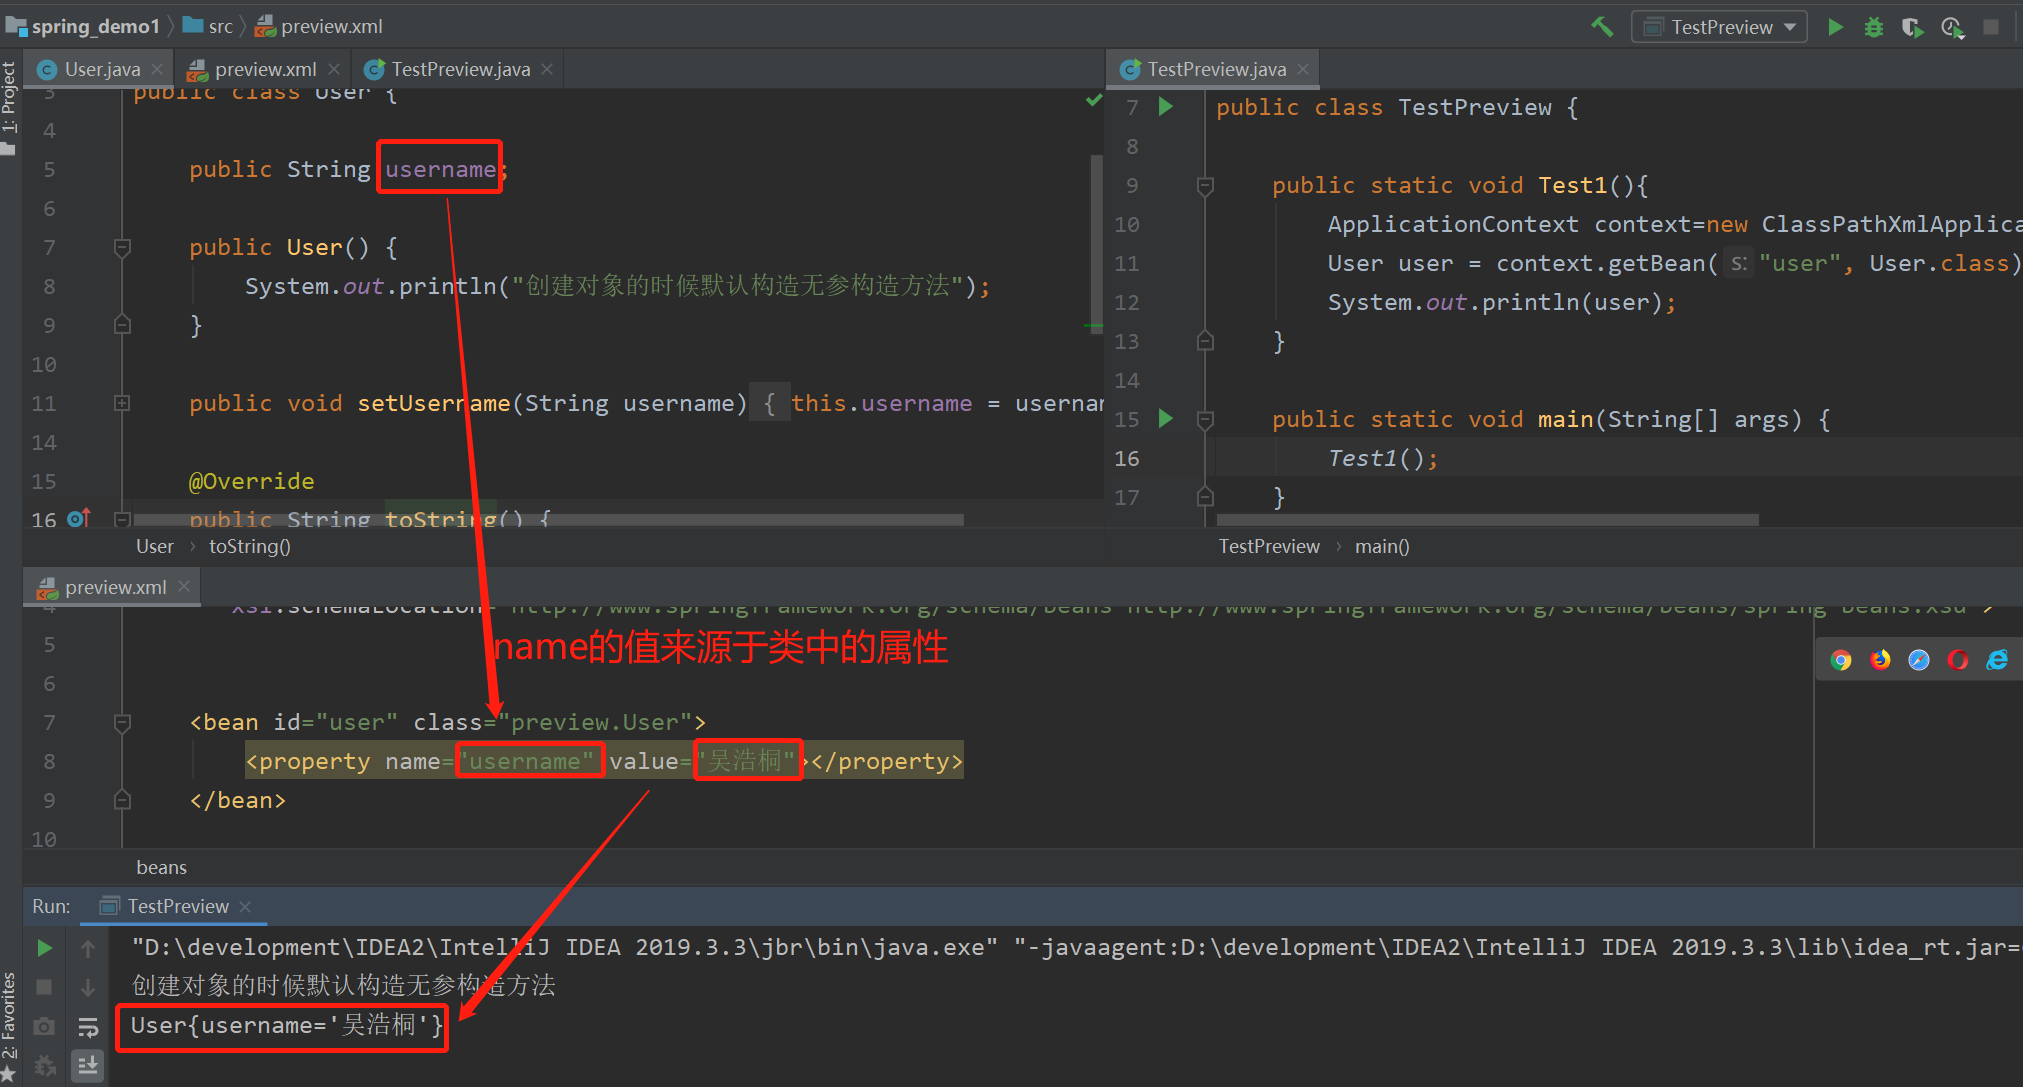 spring_demo1 src preview.xml TestPreview
User.java preview.xml TestPreview.java
1: Project
3 public class User {
4
5 public String username;
6
7 public User() {
8 System.out.println("创建对象的时候默认构造无参构造方法");
9 }
10
11 public void setUsername(String username) { this.username = usernam
14
15 @Override
16 public String toString() {
User toString()
TestPreview.java
7 public class TestPreview {
8
9 public static void Test1(){
10 ApplicationContext context=new ClassPathXmlApplica
11 User user = context.getBean( s: "user", User.class)
12 System.out.println(user);
13 }
14
15 public static void main(String[] args) {
16 Test1();
17 }
TestPreview main()
preview.xml
4 xsi:schemaLocation="http://www.springframework.org/schema/beans http://www.springframework.org/schema/beans/spring-beans.xsd">
5
name的值来源于类中的属性
6
7 <bean id="user" class="preview.User">
8 <property name="username" value="吴浩桐"></property>
9 </bean>
10
beans
Run: TestPreview
"D:\development\IDEA2\IntelliJ IDEA 2019.3.3\jbr\bin\java.exe" "-javaagent:D:\development\IDEA2\IntelliJ IDEA 2019.3.3\lib\idea_rt.jar=
创建对象的时候默认构造无参构造方法
User{username='吴浩桐'}
2: Favorites